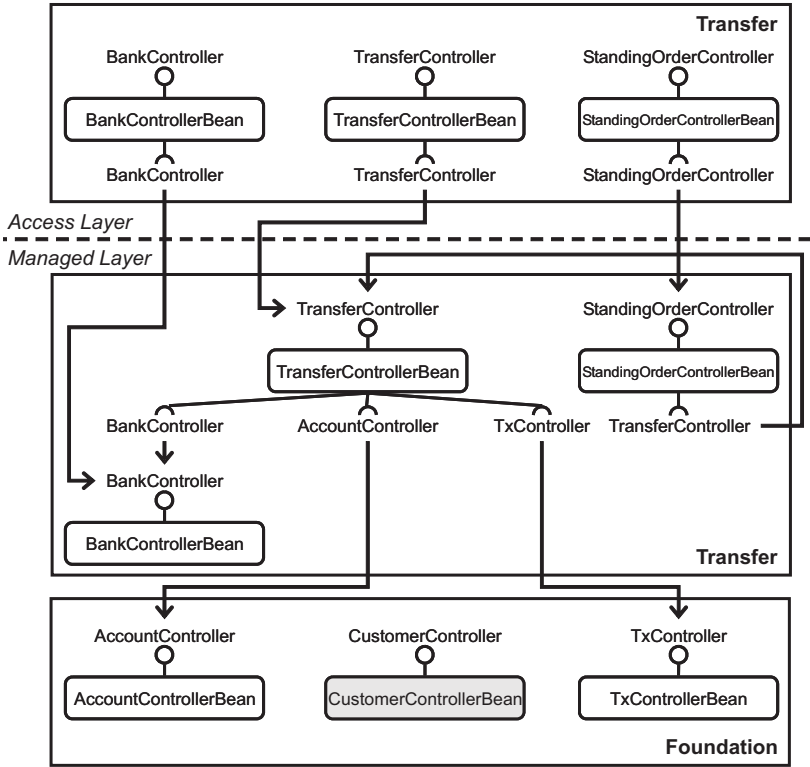 Transfer
BankController TransferController StandingOrderController
BankControllerBean TransferControllerBean StandingOrderControllerBean
BankController TransferController StandingOrderController
Access Layer
Managed Layer
TransferController StandingOrderController
TransferControllerBean StandingOrderControllerBean
BankController AccountController TxController TransferController
BankController
BankControllerBean
Transfer
AccountController CustomerController TxController
AccountControllerBean CustomerControllerBean TxControllerBean
Foundation